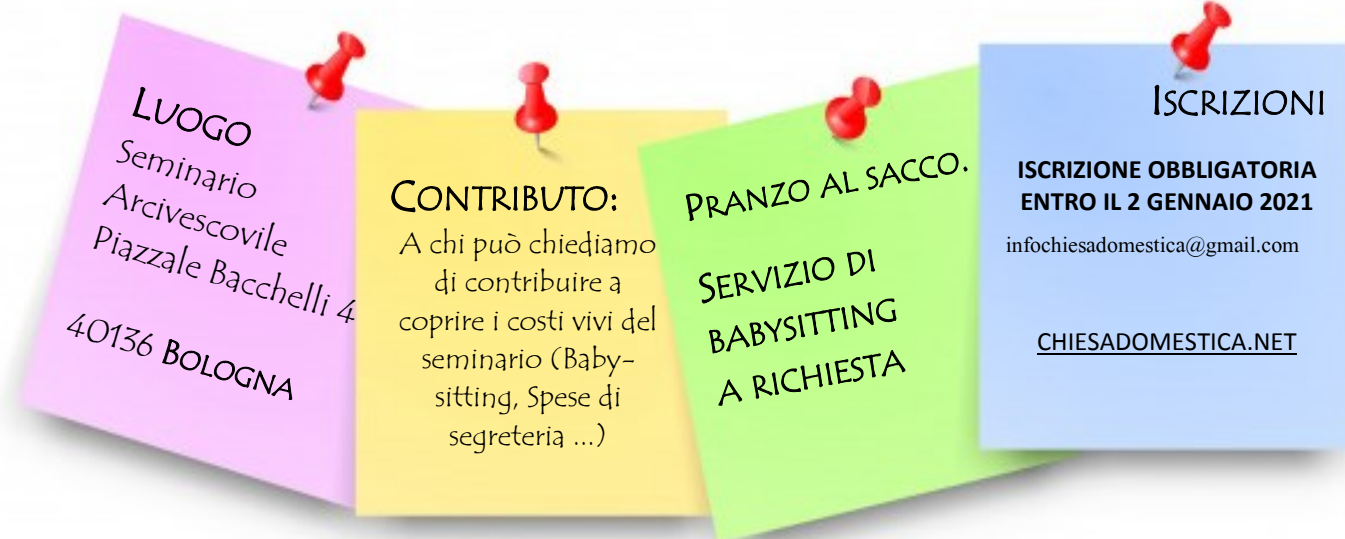 LUOGO
Seminario
Arcivescovile
Piazzale Bacchelli 4
40136 BOLOGNA
CONTRIBUTO:
A chi può chiediamo
di contribuire a
coprire i costi vivi del
seminario (Baby-
sitting, Spese di
segreteria ...)
PRANZO AL SACCO.
SERVIZIO DI
BABYSITTING
A RICHIESTA
ISCRIZIONI
ISCRIZIONE OBBLIGATORIA
ENTRO IL 2 GENNAIO 2021
infochiesadomestica@gmail.com
CHIESADOMESTICA.NET